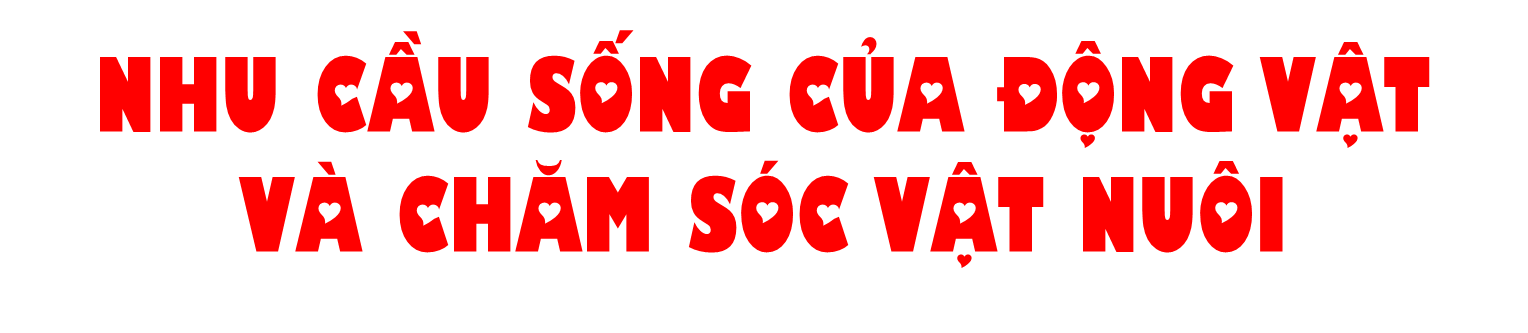 NHU CẦU SỐNG CỦA ĐỘNG VẬT
VÀ CHĂM SÓC VẬT NUÔI